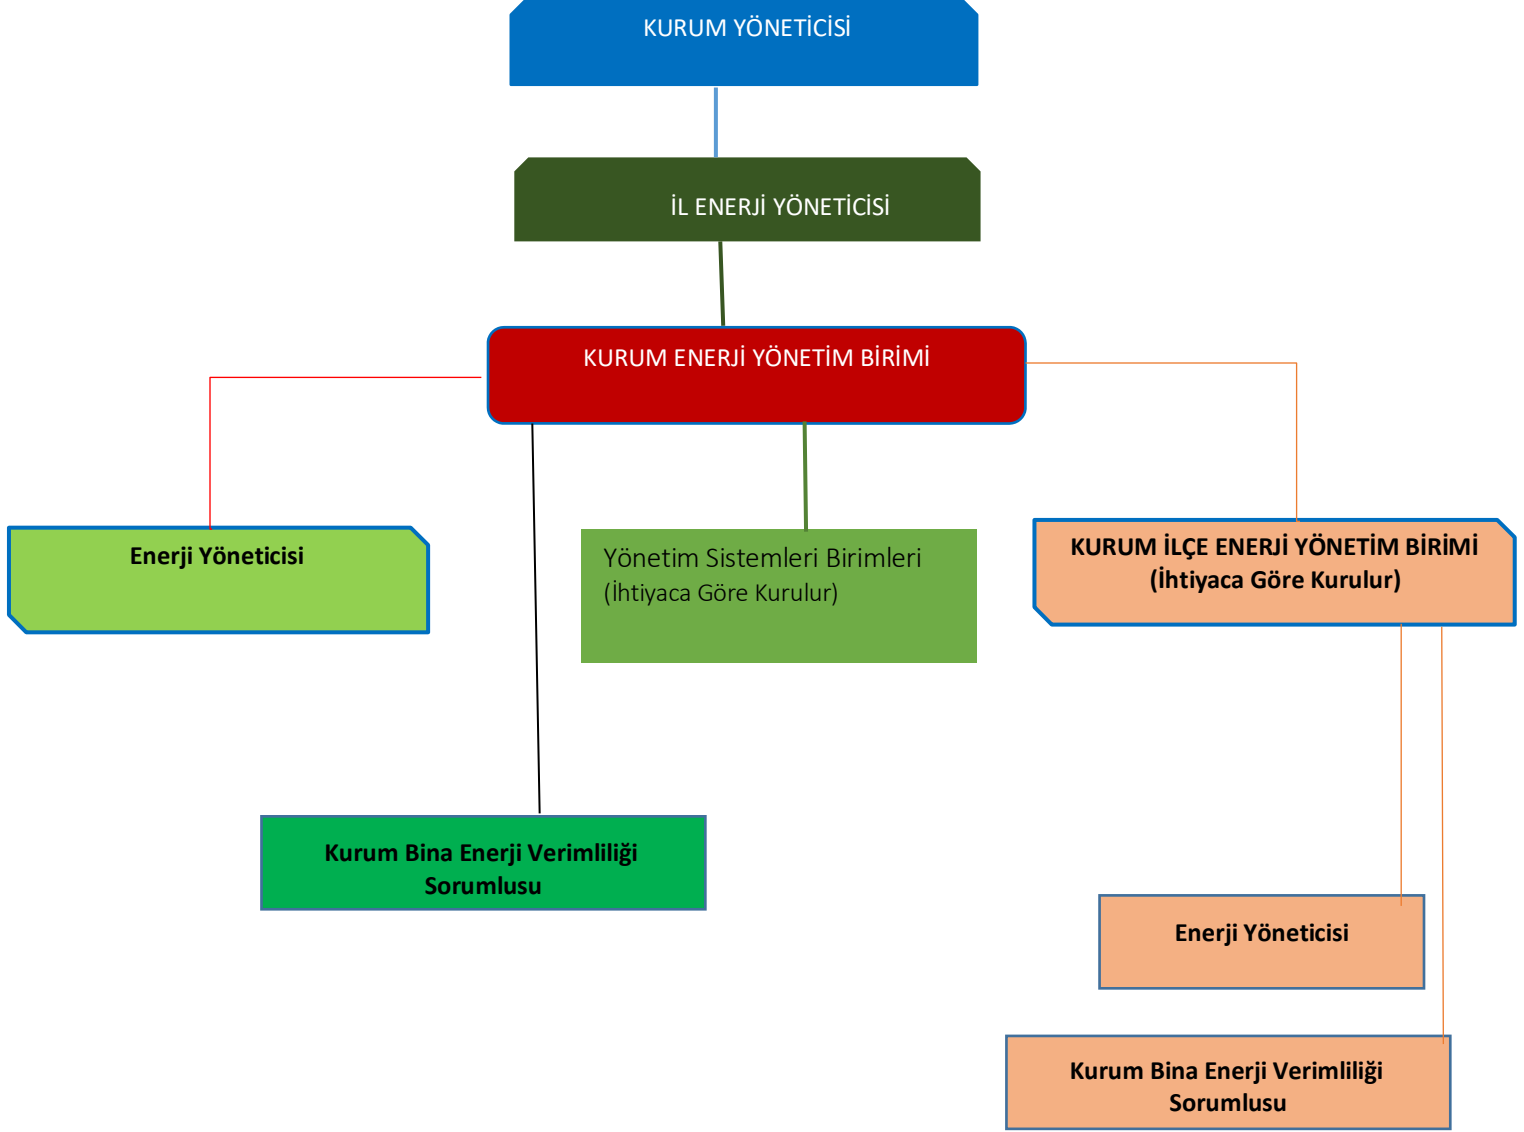 KURUM YÖNETİCİSİ
İL ENERJİ YÖNETİCİSİ
KURUM ENERJİ YÖNETİM BİRİMİ
Enerji Yöneticisi
Yönetim Sistemleri Birimleri
(İhtiyaca Göre Kurulur)
KURUM İLÇE ENERJİ YÖNETİM BİRİMİ
(İhtiyaca Göre Kurulur)
Kurum Bina Enerji Verimliliği
Sorumlusu
Enerji Yöneticisi
Kurum Bina Enerji Verimliliği
Sorumlusu